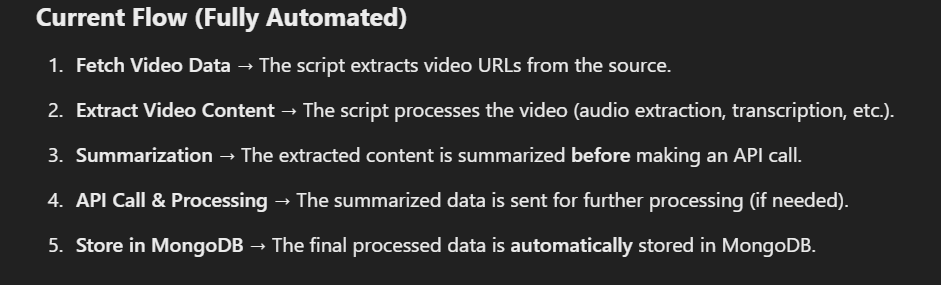 Current Flow (Fully Automated)
1. Fetch Video Data → The script extracts video URLs from the source.
2. Extract Video Content → The script processes the video (audio extraction, transcription, etc.).
3. Summarization → The extracted content is summarized before making an API call.
4. API Call & Processing → The summarized data is sent for further processing (if needed).
5. Store in MongoDB → The final processed data is automatically stored in MongoDB.